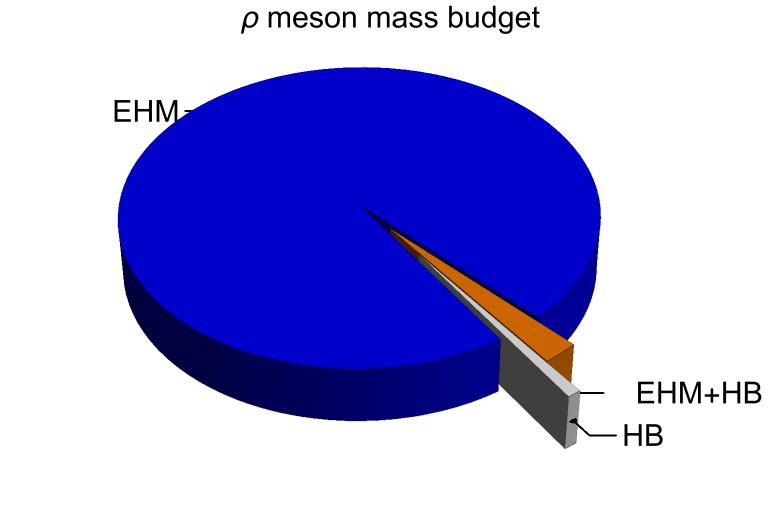 ρ meson mass budget
EHM
EHM+HB
HB